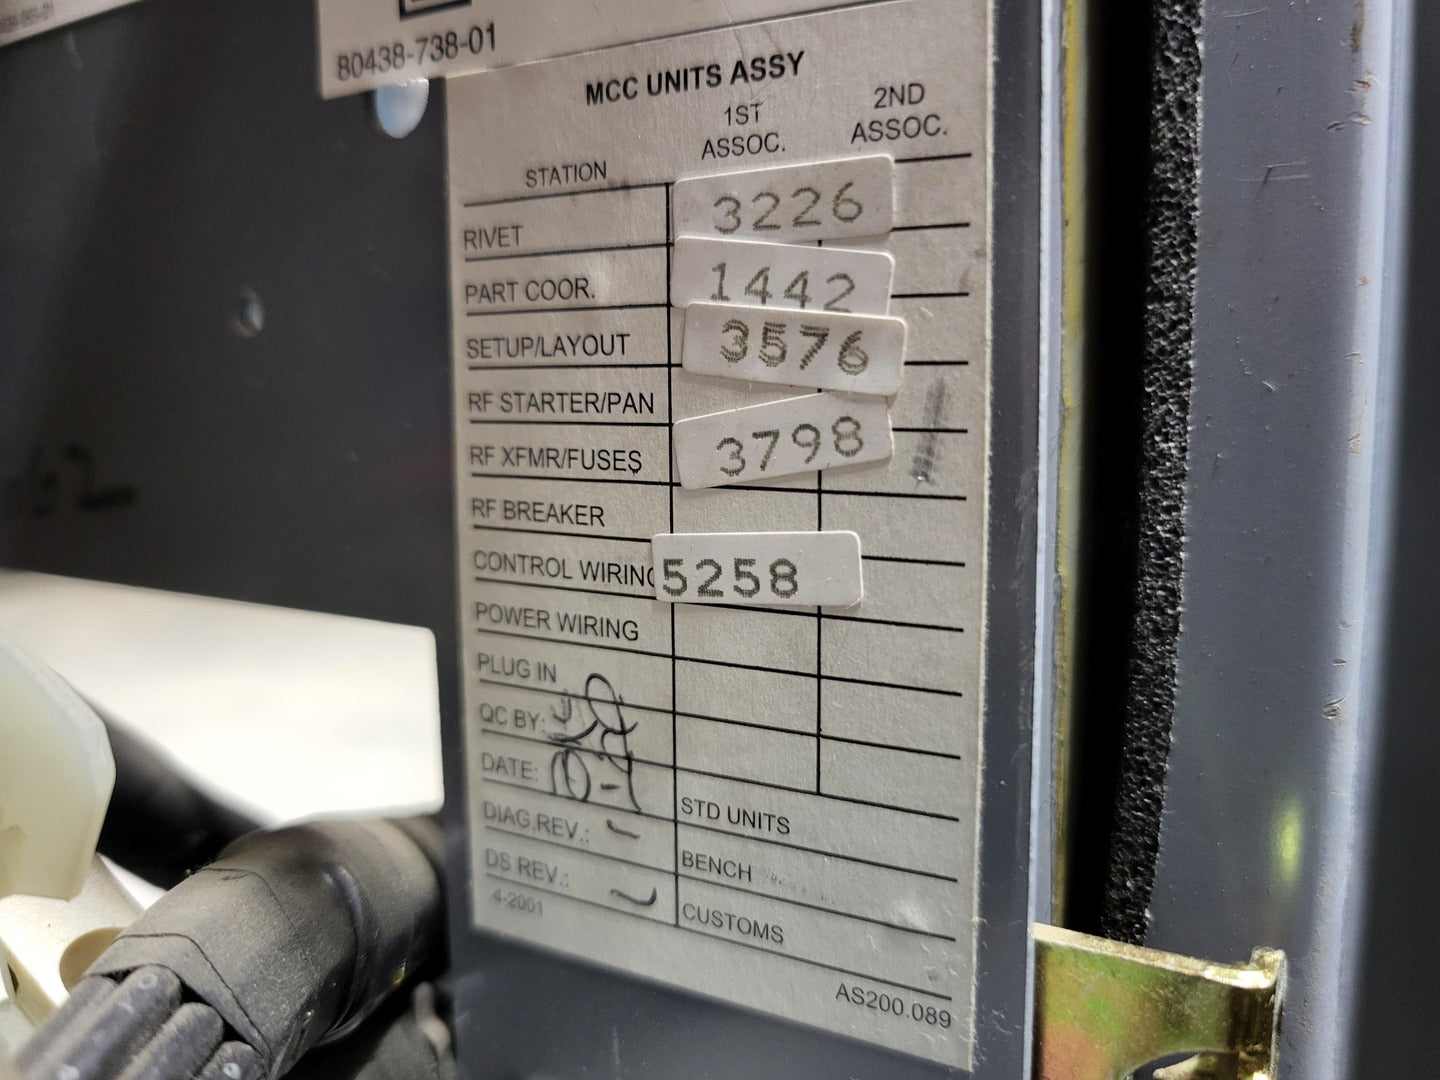 80438-738-01
MCC UNITS ASSY
STATION 1ST ASSOC. 2ND ASSOC.
RIVET 3226
PART COOR. 1442
SETUP/LAYOUT 3576
RF STARTER/PAN
RF XFMR/FUSES 3798
RF BREAKER
CONTROL WIRING 5258
POWER WIRING
PLUG IN
QC BY:
DATE: 10-1
STD UNITS
DIAG.REV.: -
BENCH
DS REV.:
CUSTOMS
4-2001
AS200.089